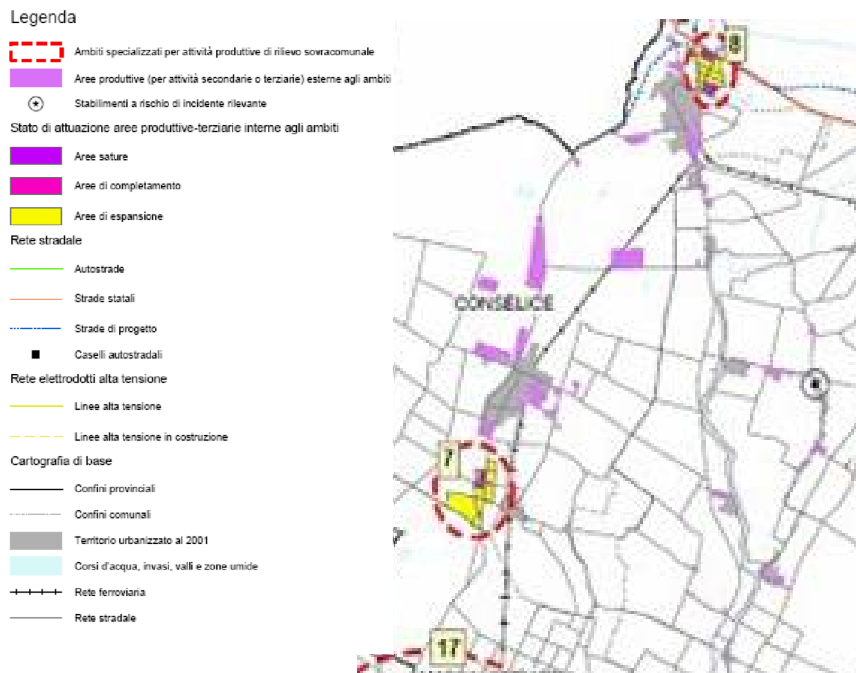 Legenda
Ambiti specializzati per attività produttive di rilievo sovracomunale
Aree produttive (per attività secondarie o terziarie) esterne agli ambiti
Stabilimenti a rischio di incidente rilevante
Stato di attuazione aree produttive-terziarie interne agli ambiti
Aree sature
Aree di completamento
Aree di espansione
Rete stradale
Autostrade
Strade statali
Strade di progetto
Caselli autostradali
Rete elettrodotti alta tensione
Linee alta tensione
Linee alta tensione in costruzione
Cartografia di base
Confini provinciali
Confini comunali
Territorio urbanizzato al 2001
Corsi d'acqua, invasi, valli e zone umide
Rete ferroviaria
Rete stradale
8
CONSELICE
7
17